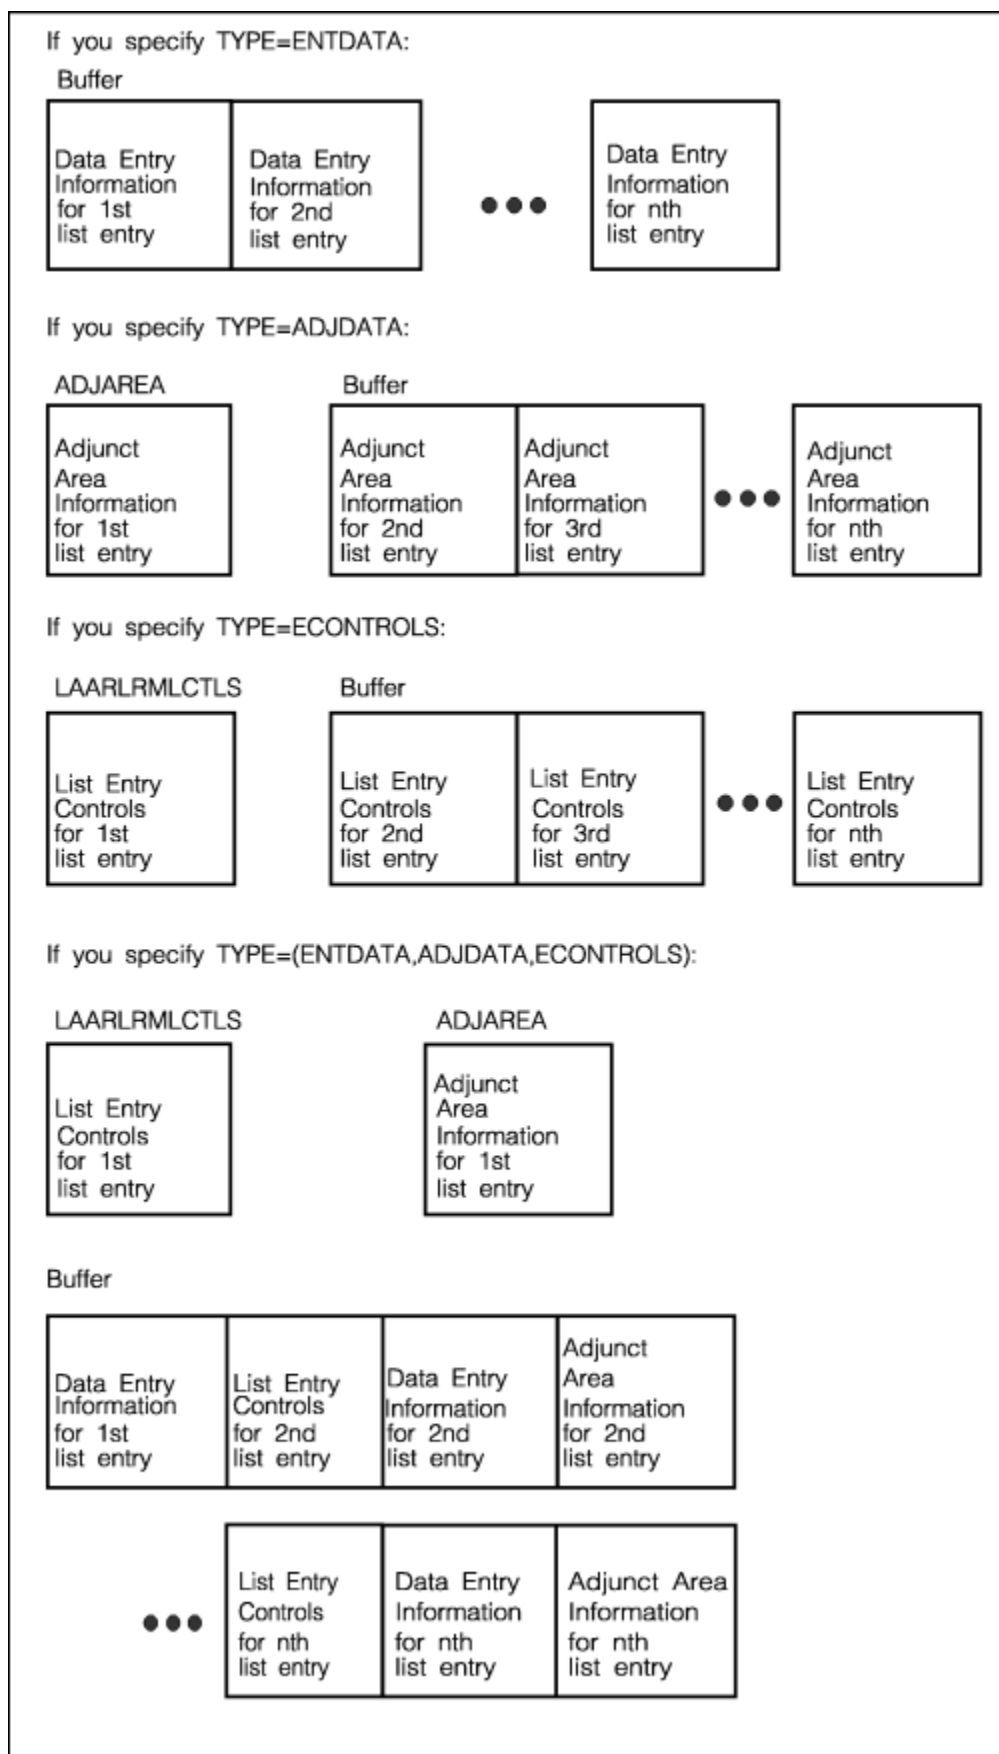 If you specify TYPE=ENTDATA:
Buffer
Data Entry
Information
for 1st
list entry
Data Entry
Information
for 2nd
list entry
Data Entry
Information
for nth
list entry
If you specify TYPE=ADJDATA:
ADJAREA
Adjunct
Area
Information
for 1st
list entry
Buffer
Adjunct
Area
Information
for 2nd
list entry
Adjunct
Area
Information
for 3rd
list entry
Adjunct
Area
Information
for nth
list entry
If you specify TYPE=ECONTROLS:
LAARLRMLCTLS
List Entry
Controls
for 1st
list entry
Buffer
List Entry
Controls
for 2nd
list entry
List Entry
Controls
for 3rd
list entry
List Entry
Controls
for nth
list entry
If you specify TYPE=(ENTDATA,ADJDATA,ECONTROLS):
LAARLRMLCTLS
List Entry
Controls
for 1st
list entry
ADJAREA
Adjunct
Area
Information
for 1st
list entry
Buffer
Data Entry
Information
for 1st
list entry
List Entry
Controls
for 2nd
list entry
Data Entry
Information
for 2nd
list entry
Adjunct
Area
Information
for 2nd
list entry
List Entry
Controls
for nth
list entry
Data Entry
Information
for nth
list entry
Adjunct Area
Information
for nth
list entry